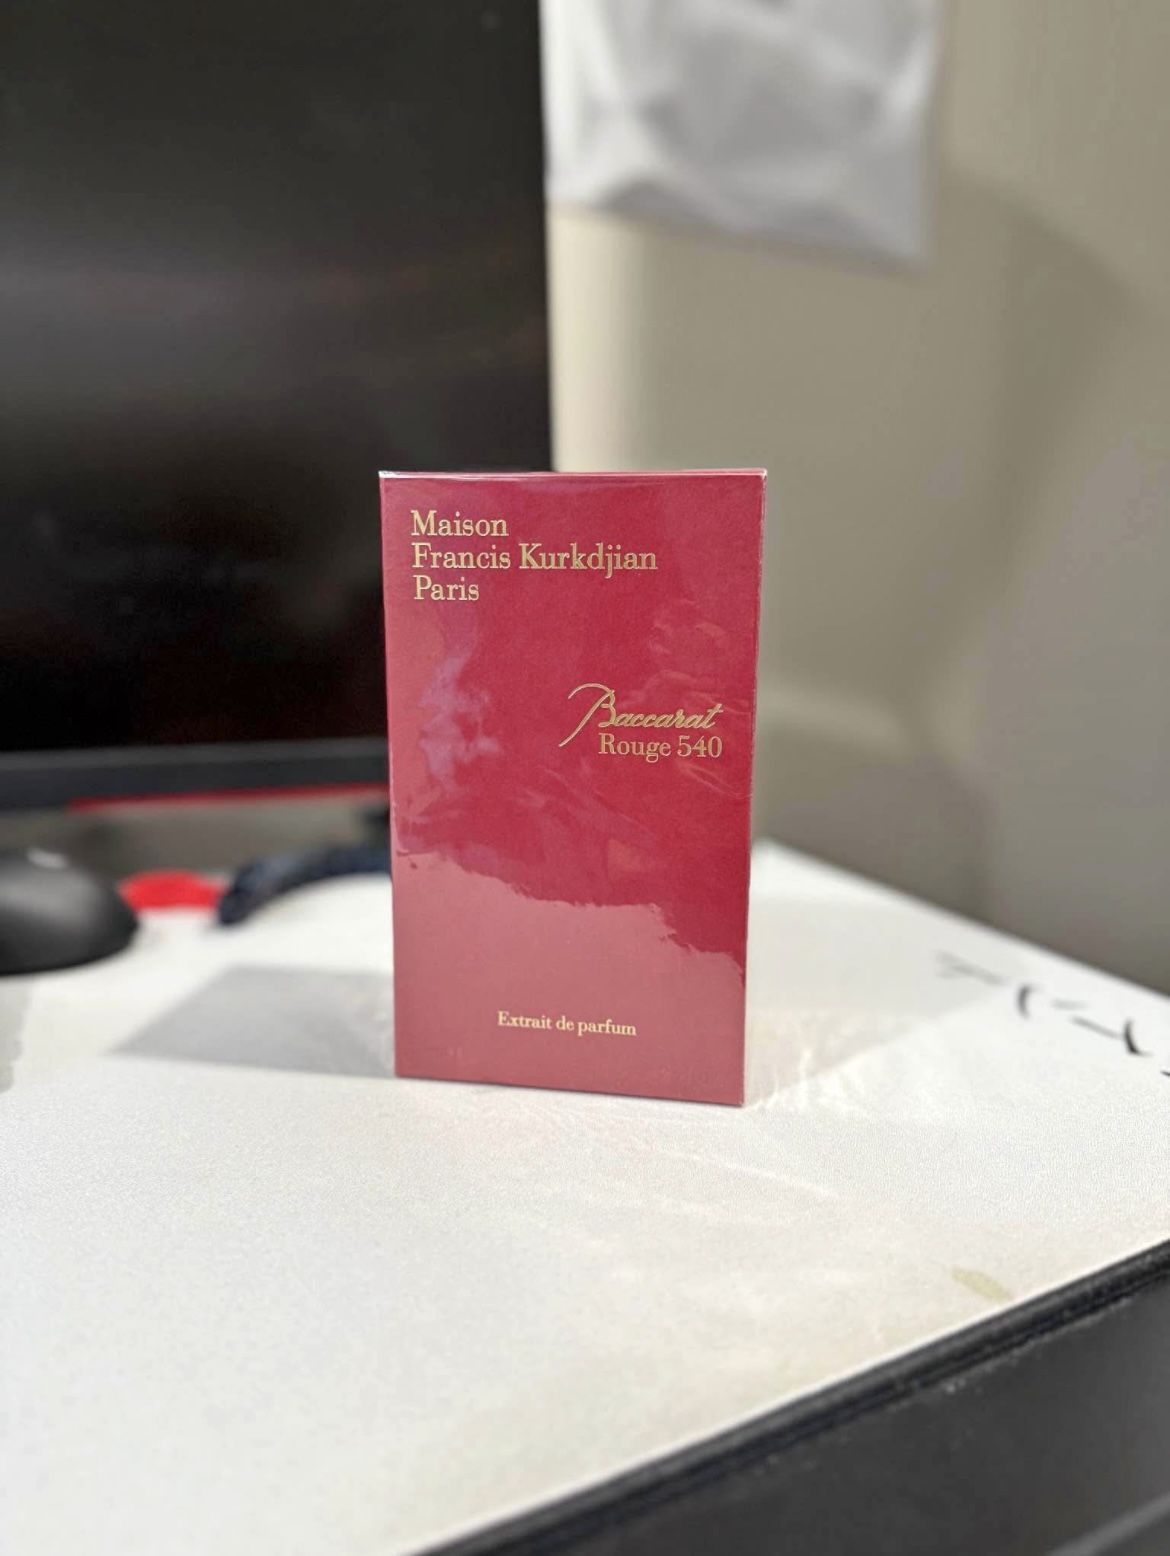 Maison
Francis Kurkdjian
Paris
Baccarat
Rouge 540
Extrait de parfum